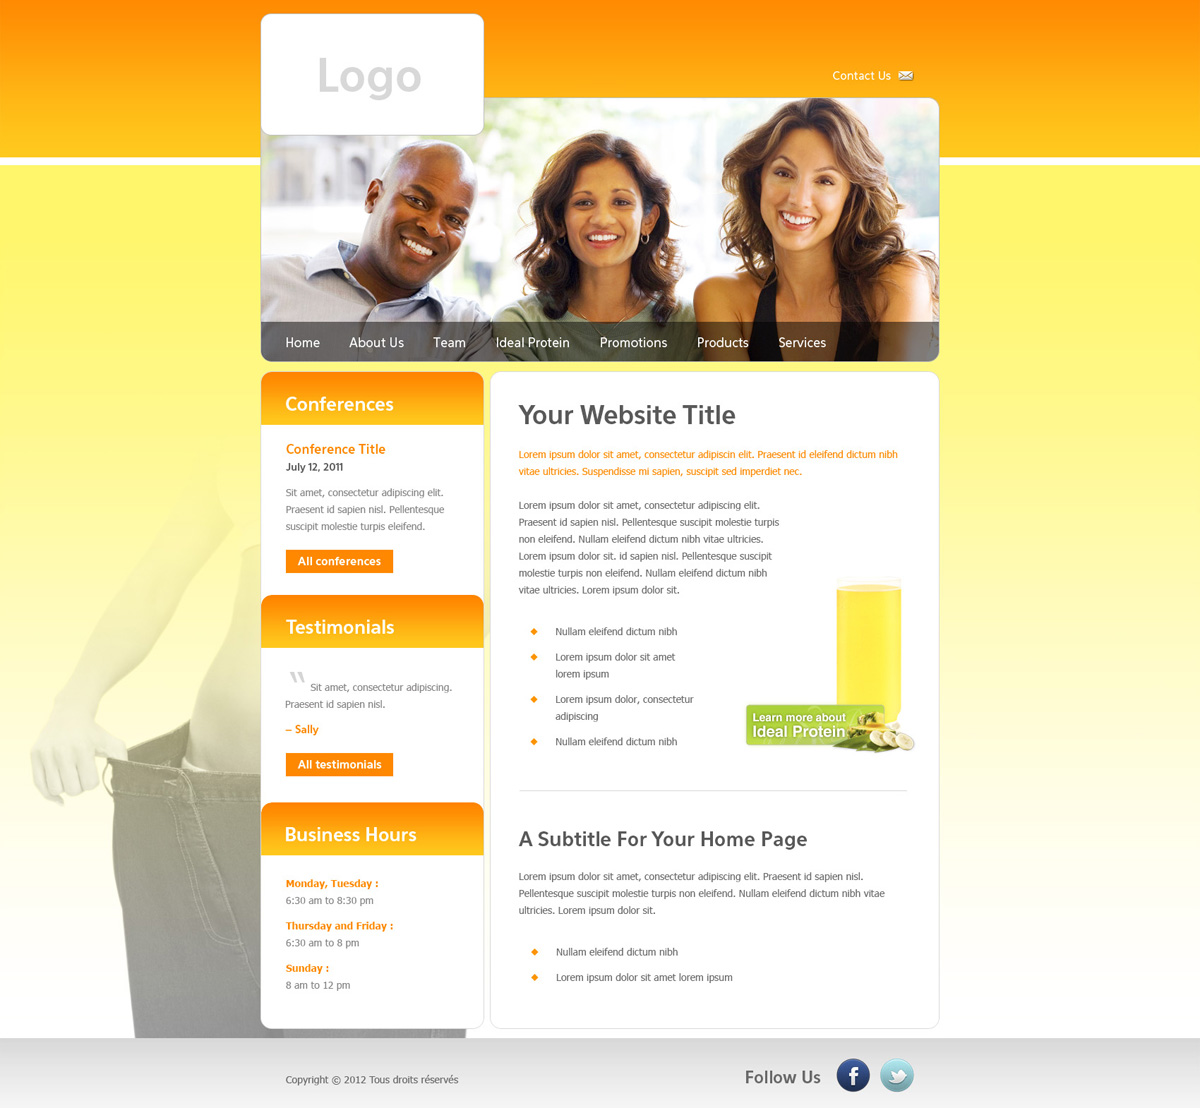 Logo
Contact Us
Home About Us Team Ideal Protein Promotions Products Services
Conferences
Conference Title
July 12, 2011
Sit amet, consectetur adipiscing elit.
Praesent id sapien nisl. Pellentesque
suscipit molestie turpis eleifend.
All conferences
Testimonials
" Sit amet, consectetur adipiscing.
Praesent id sapien nisl.
– Sally
All testimonials
Business Hours
Monday, Tuesday :
6:30 am to 8:30 pm
Thursday and Friday :
6:30 am to 8 pm
Sunday :
8 am to 12 pm
Your Website Title
Lorem ipsum dolor sit amet, consectetur adipiscin elit. Praesent id eleifend dictum nibh
vitae ultricies. Suspendisse mi sapien, suscipit sed imperdiet nec.
Lorem ipsum dolor sit amet, consectetur adipiscing elit.
Praesent id sapien nisl. Pellentesque suscipit molestie turpis
non eleifend. Nullam eleifend dictum nibh vitae ultricies.
Lorem ipsum dolor sit. id sapien nisl. Pellentesque suscipit
molestie turpis non eleifend. Nullam eleifend dictum nibh
vitae ultricies. Lorem ipsum dolor sit.
Nullam eleifend dictum nibh
Lorem ipsum dolor sit amet
lorem ipsum
Lorem ipsum dolor, consectetur
adipiscing
Nullam eleifend dictum nibh
Learn more about
Ideal Protein
A Subtitle For Your Home Page
Lorem ipsum dolor sit amet, consectetur adipiscing elit. Praesent id sapien nisl.
Pellentesque suscipit molestie turpis non eleifend. Nullam eleifend dictum nibh vitae
ultricies. Lorem ipsum dolor sit.
Nullam eleifend dictum nibh
Lorem ipsum dolor sit amet lorem ipsum
Copyright © 2012 Tous droits réservés
Follow Us f